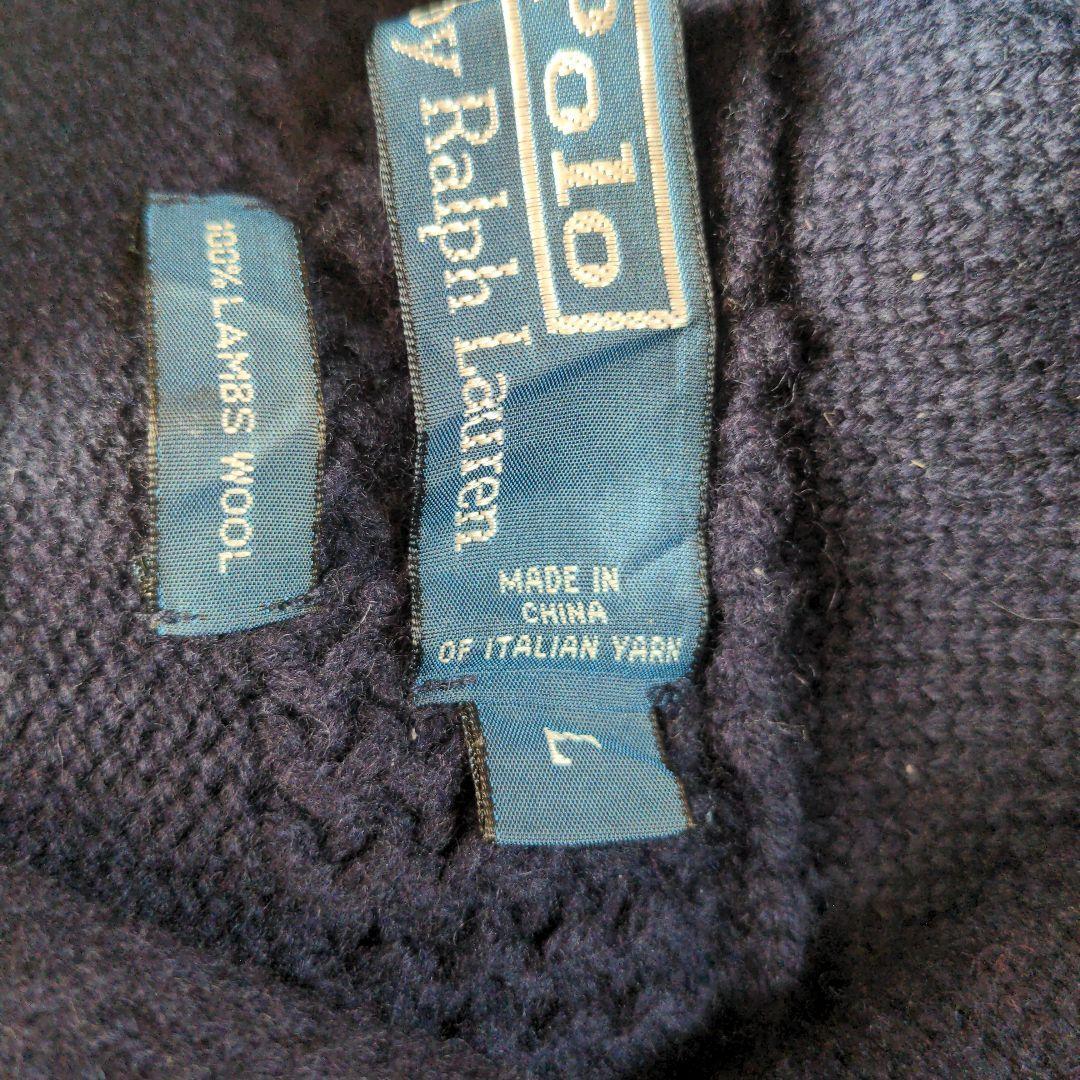 Polo
by Ralph Lauren
MADE IN
CHINA
OF ITALIAN YARN
L
100% LAMBS WOOL